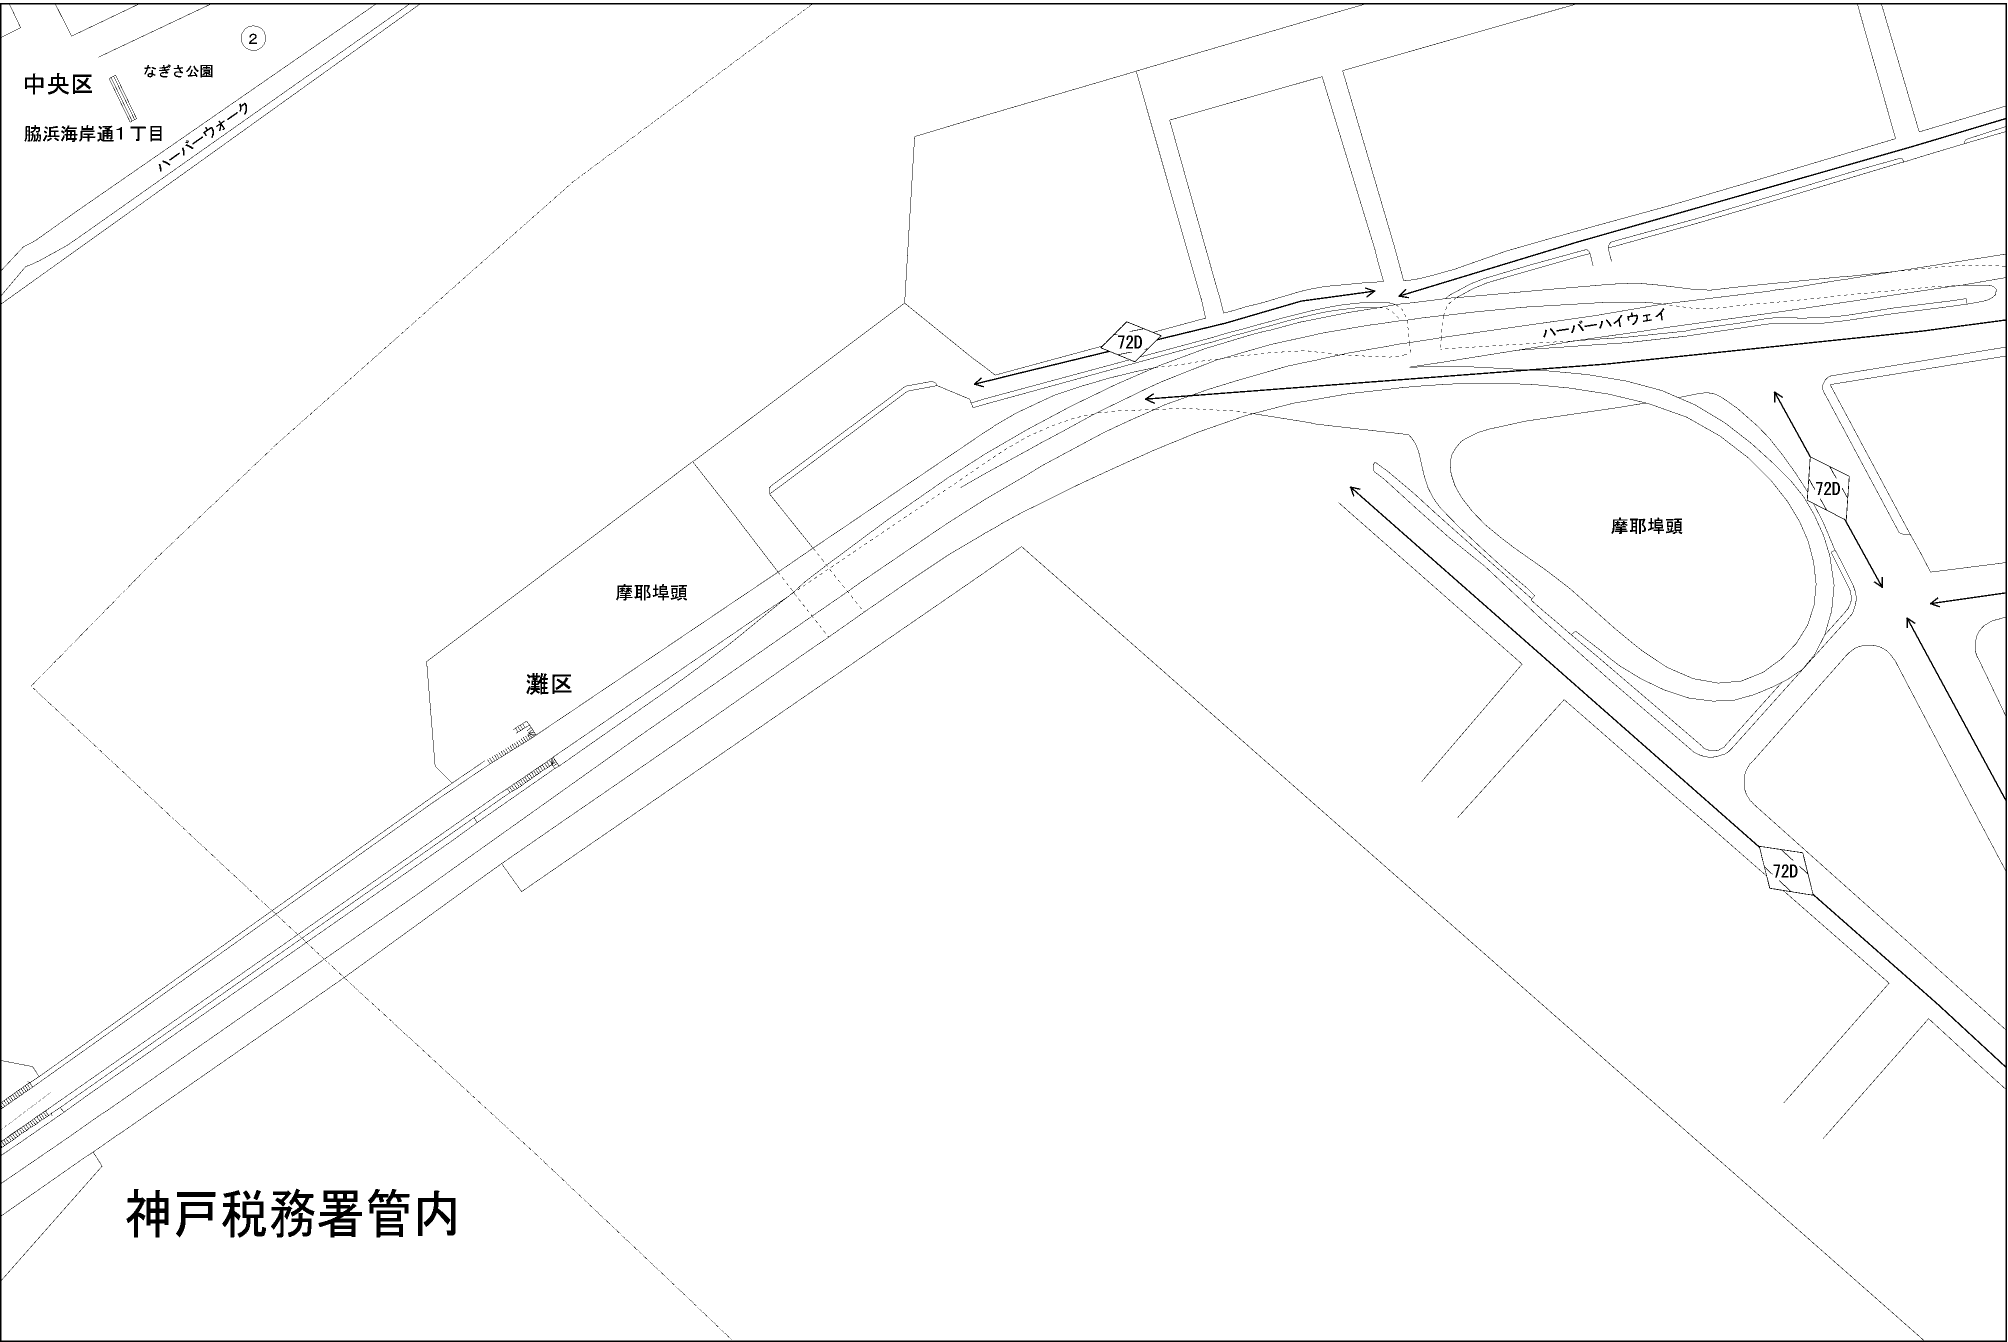 ②
中央区
なぎさ公園
脇浜海岸通1丁目
ハーバーウォーク
ハーバーハイウェイ
72D
72D
摩耶埠頭
摩耶埠頭
灘区
72D
神戸税務署管内